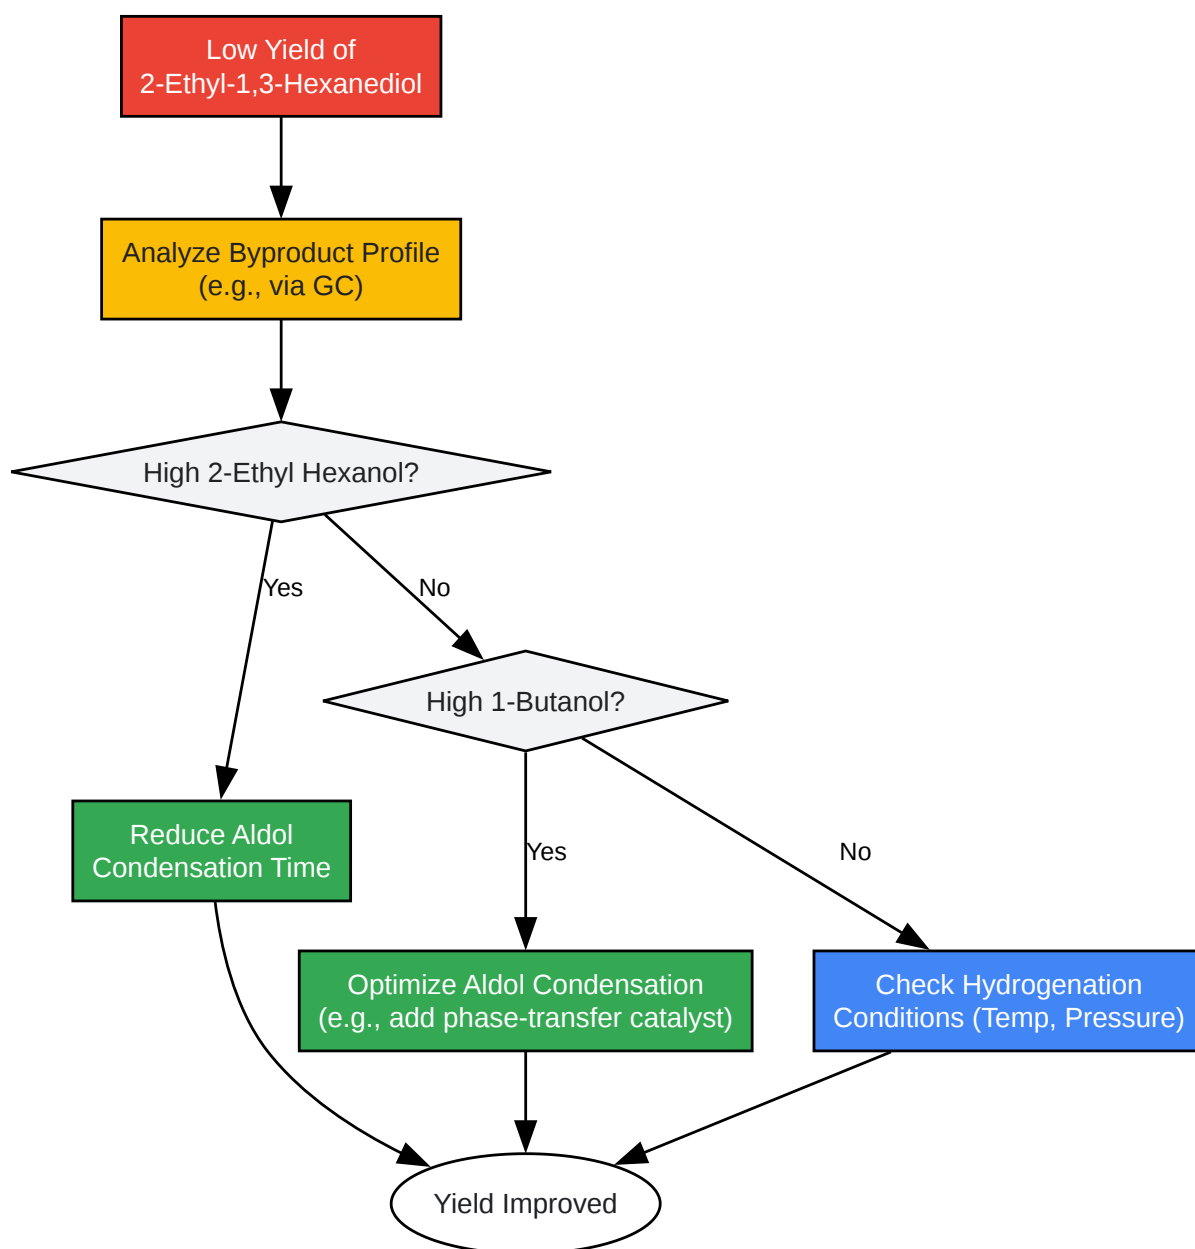 Low Yield of
2-Ethyl-1,3-Hexanediol
Analyze Byproduct Profile
(e.g., via GC)
High 2-Ethyl Hexanol?
Yes
No
High 1-Butanol?
Reduce Aldol
Condensation Time
Yes
No
Optimize Aldol Condensation
(e.g., add phase-transfer catalyst)
Check Hydrogenation
Conditions (Temp, Pressure)
Yield Improved